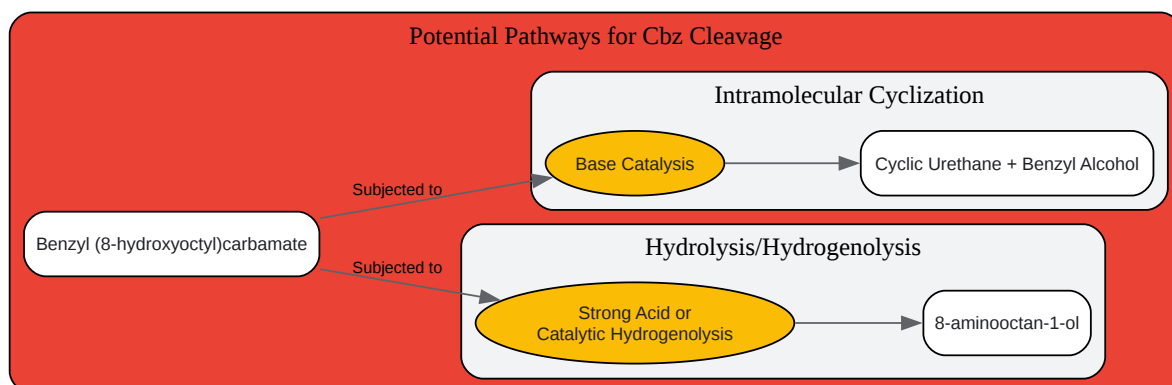 Potential Pathways for Cbz Cleavage
Intramolecular Cyclization
Base Catalysis
Cyclic Urethane + Benzyl Alcohol
Subjected to
Benzyl (8-hydroxyoctyl)carbamate
Subjected to
Hydrolysis/Hydrogenolysis
Strong Acid or
Catalytic Hydrogenolysis
8-aminooctan-1-ol